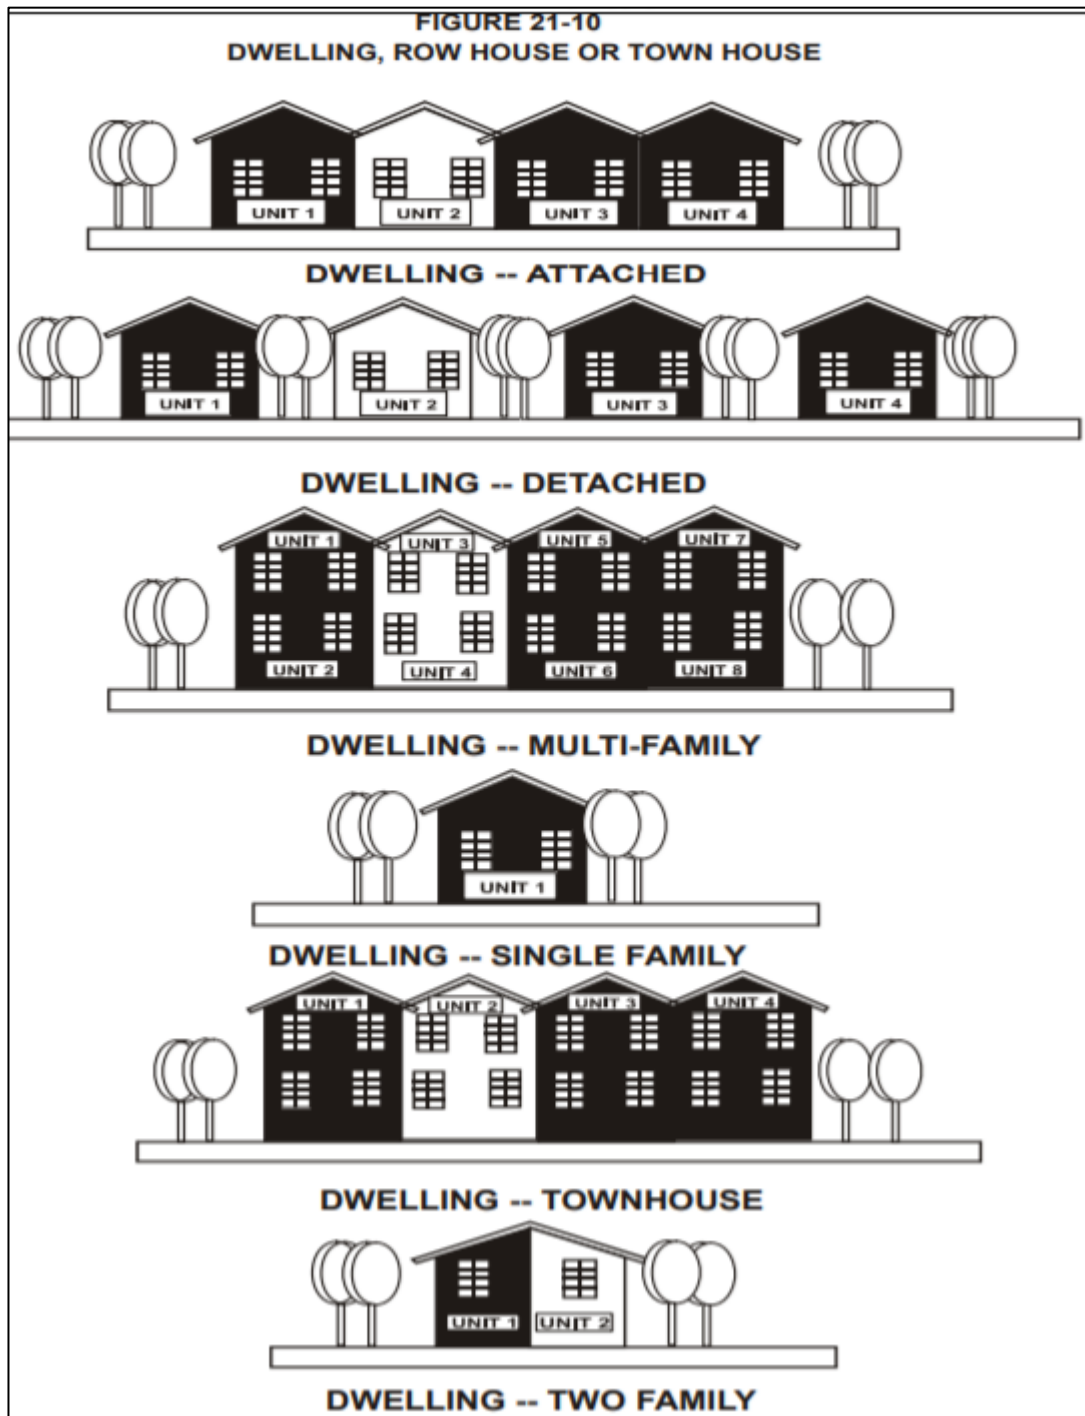 FIGURE 21-10
DWELLING, ROW HOUSE OR TOWN HOUSE
UNIT 1 UNIT 2 UNIT 3 UNIT 4
DWELLING -- ATTACHED
UNIT 1 UNIT 2 UNIT 3 UNIT 4
DWELLING -- DETACHED
UNIT 1 UNIT 3 UNIT 5 UNIT 7
UNIT 2 UNIT 4 UNIT 6 UNIT 8
DWELLING -- MULTI-FAMILY
UNIT 1
DWELLING -- SINGLE FAMILY
UNIT 1 UNIT 2 UNIT 3 UNIT 4
DWELLING -- TOWNHOUSE
UNIT 1 UNIT 2
DWELLING -- TWO FAMILY